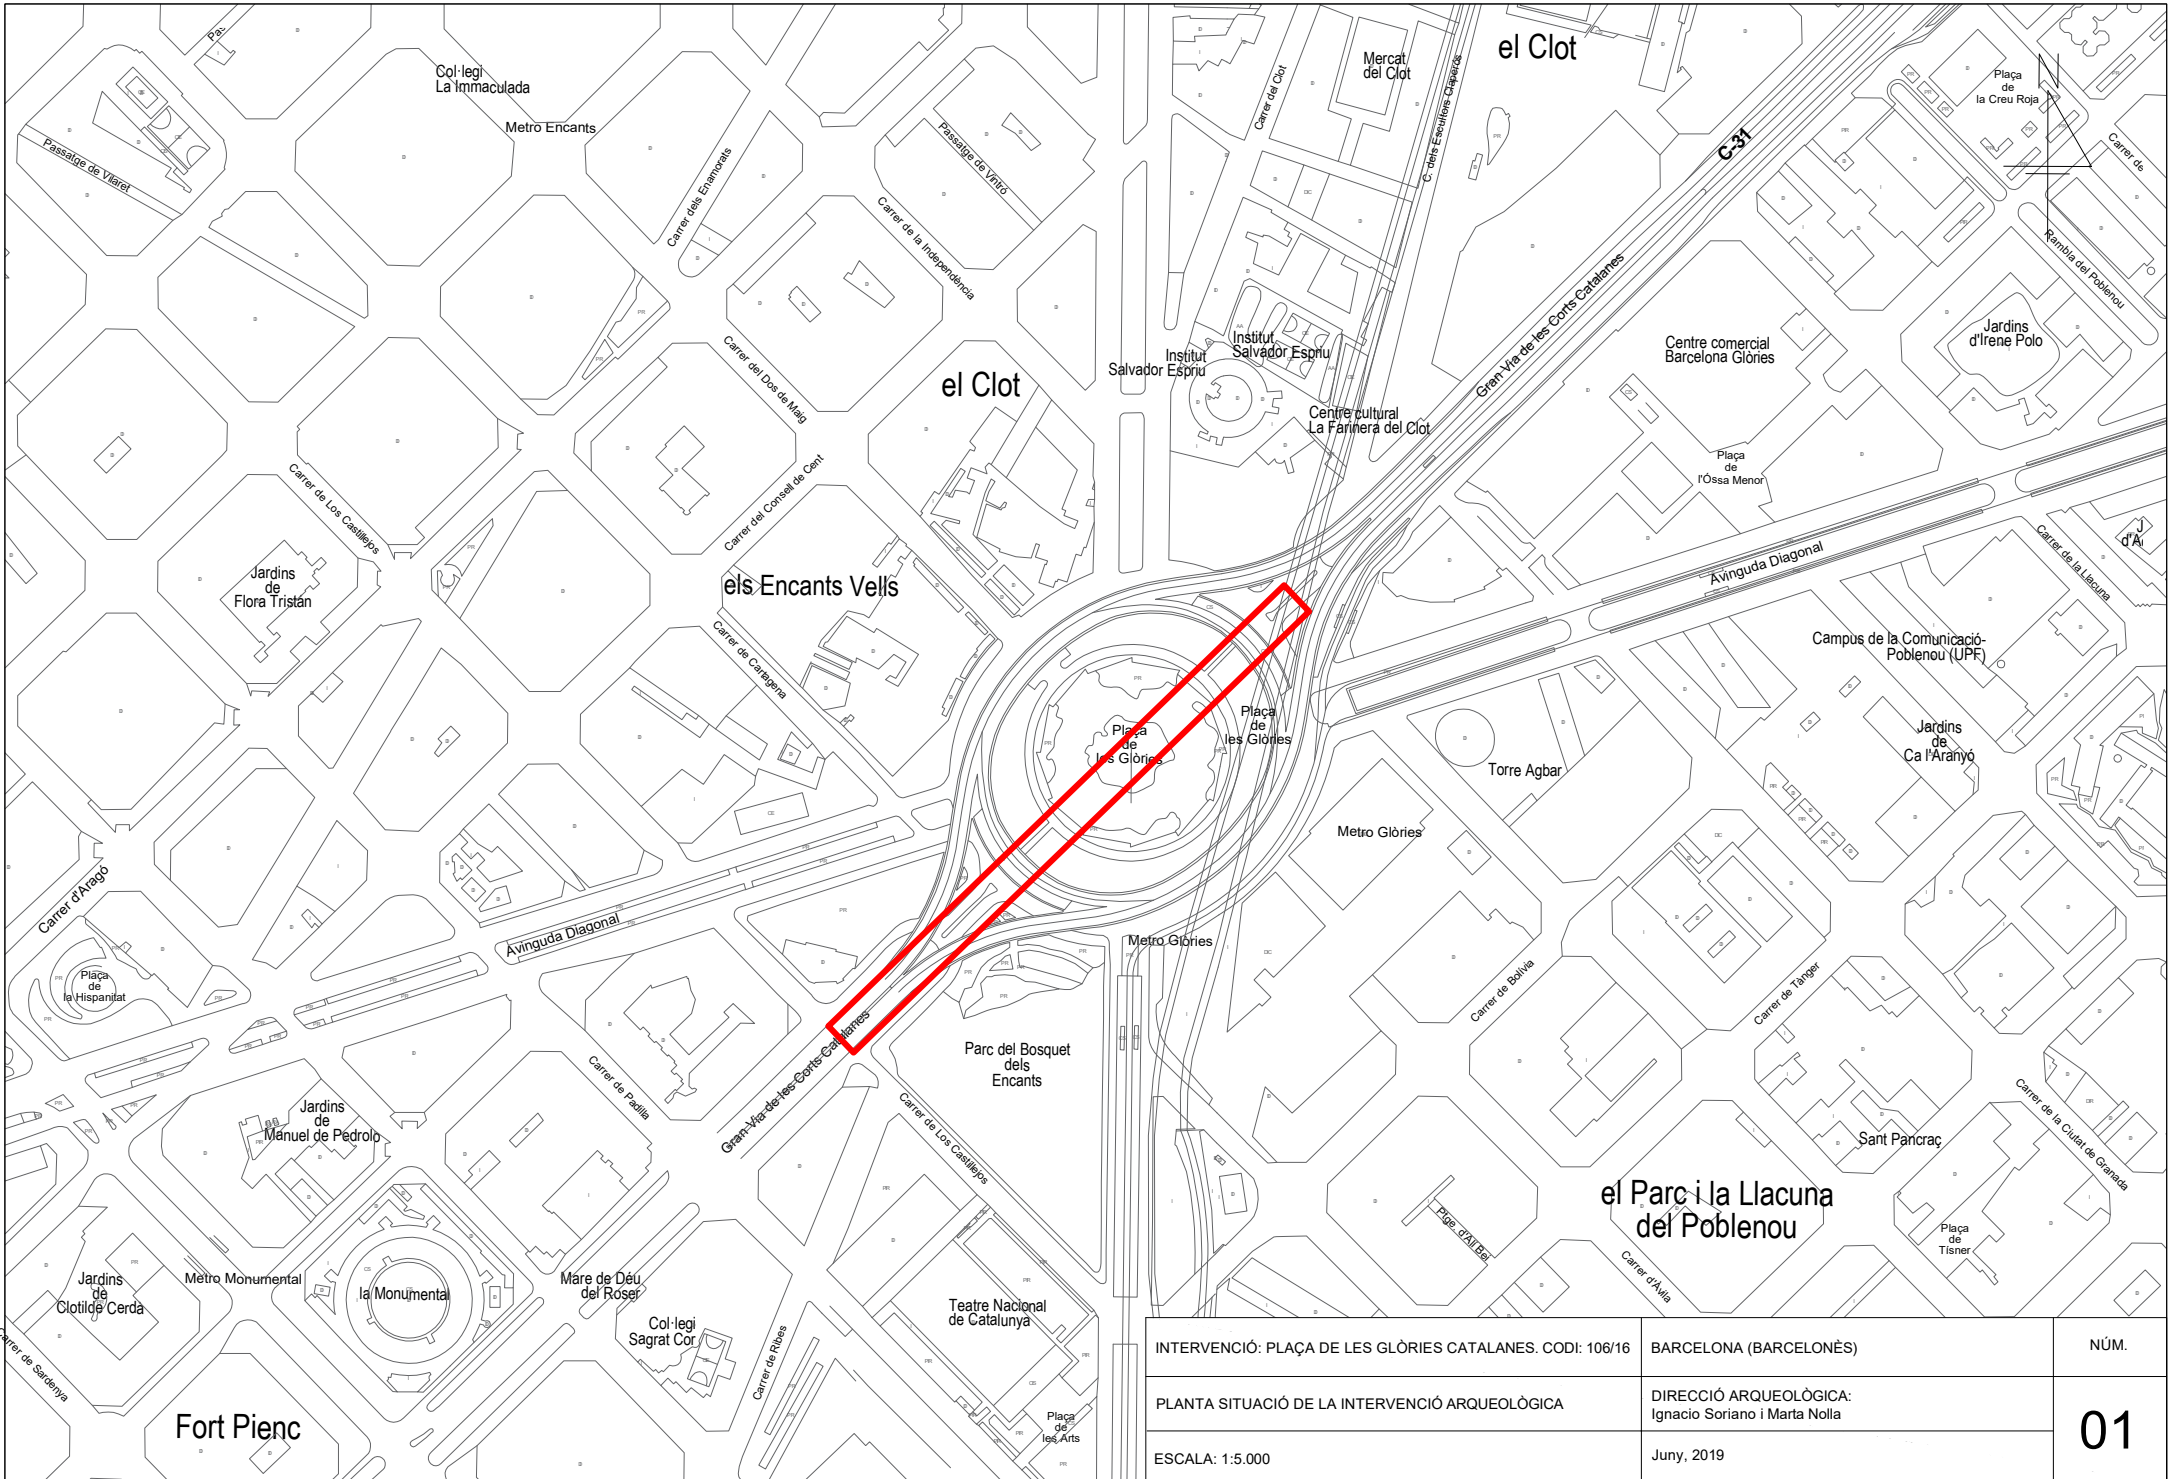 Col·legi
La Immaculada
Metro Encants
Passatge de Vilaret
Carrer dels Enamorats
Passatge de Vintró
Carrer de la Independència
Carrer del Clot
Mercat
del Clot
C. dels Escultors Claperós
el Clot
C-31
Plaça
de
la Creu Roja
N
Carrer de
Rambla del Poblenou
Jardins
d'Irene Polo
Centre comercial
Barcelona Glòries
Gran Via de les Corts Catalanes
Plaça
de
l'Óssa Menor
Institut
Salvador Espriu
Institut
Salvador Espriu
Centre cultural
La Farinera del Clot
el Clot
Carrer del Dos de Maig
Carrer del Consell de Cent
Carrer de Los Castillejos
Jardins
de
Flora Tristán
els Encants Vells
Carrer de Cartagena
Avinguda Diagonal
Carrer de la Llacuna
J
d'A
Campus de la Comunicació-
Poblenou (UPF)
Jardins
de
Ca l'Aranyó
Torre Agbar
Plaça
de
les Glòries
Plaça
de
les Glòries
Metro Glòries
Metro Glòries
Carrer d'Aragó
Plaça
de
la Hispanitat
Avinguda Diagonal
Carrer de Padilla
Gran Via de les Corts Catalanes
Parc del Bosquet
dels
Encants
Carrer de Los Castillejos
Carrer de Bolívia
Carrer de Tànger
Sant Pancraç
Carrer de la Ciutat de Granada
el Parc i la Llacuna
del Poblenou
Ptge. d'Alí Bei
Carrer d'Àvila
Plaça
de
Tísner
Jardins
de
Manuel de Pedrolo
Metro Monumental
la Monumental
Jardins
de
Clotilde Cerdà
Carrer de Sardenya
Fort Pienc
Mare de Déu
del Roser
Col·legi
Sagrat Cor
Carrer de Ribes
Teatre Nacional
de Catalunya
Plaça
de
les Arts
INTERVENCIÓ: PLAÇA DE LES GLÒRIES CATALANES. CODI: 106/16
BARCELONA (BARCELONÈS)
NÚM.
PLANTA SITUACIÓ DE LA INTERVENCIÓ ARQUEOLÒGICA
DIRECCIÓ ARQUEOLÒGICA:
Ignacio Soriano i Marta Nolla
01
ESCALA: 1:5.000
Juny, 2019